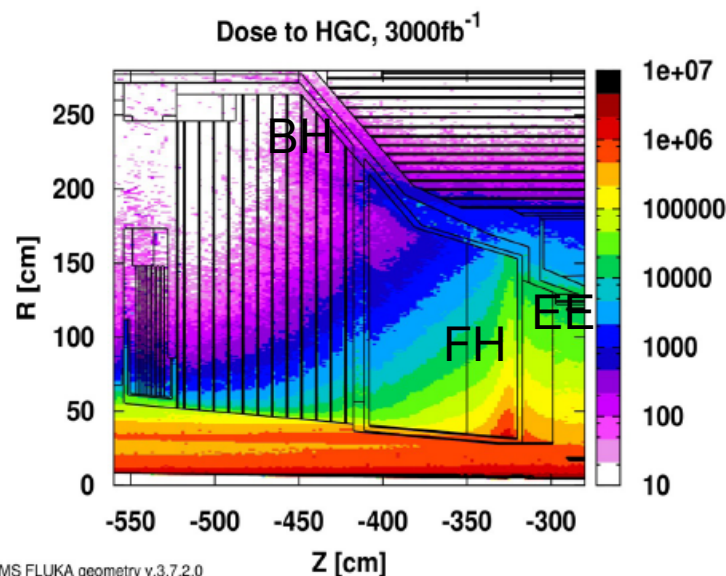 Dose to HGC, 3000fb-1
1e+07
1e+06
100000
10000
1000
100
10
250
200
150
100
50
0
R [cm]
BH
EE
FH
-550 -500 -450 -400 -350 -300
Z [cm]
MS FLUKA geometry v.3.7.2.0